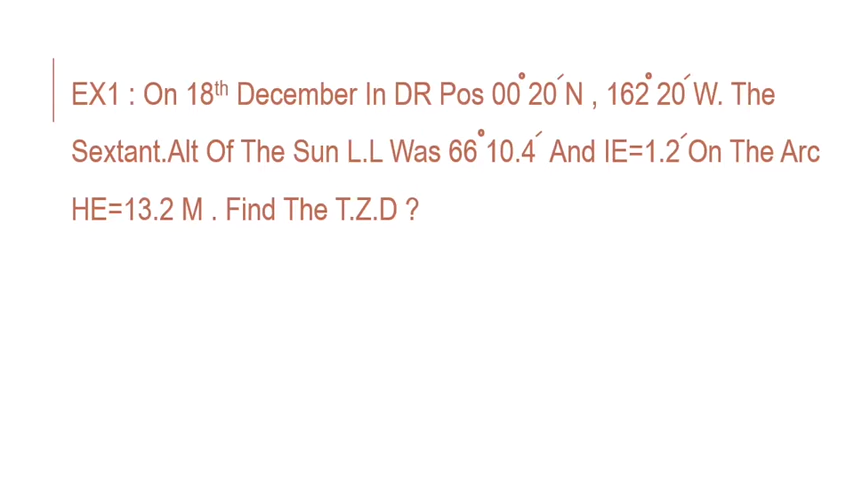 EX1 : On 18th December In DR Pos 00° 20´ N , 162° 20´ W. The
Sextant.Alt Of The Sun L.L Was 66° 10.4´ And IE=1.2´ On The Arc
HE=13.2 M . Find The T.Z.D ?